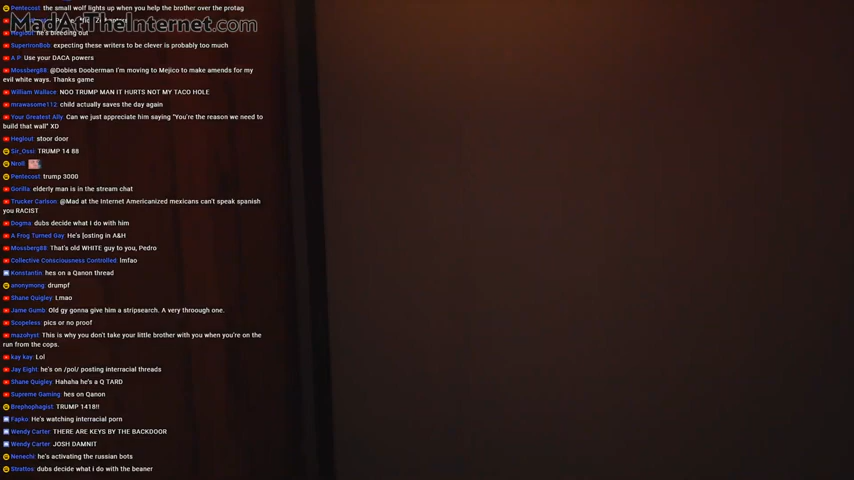 Pentecost: the small wolf lights up when you help the brother over the protag
MadAtTheInternet.com
Heglout: he's bleeding out
SuperironBob: expecting these writers to be clever is probably too much
A P: Use your DACA powers
Mossberg88: @Dobies Dooberman I'm moving to Mejico to make amends for my
evil white ways. Thanks game
William Wallace: NOO TRUMP MAN IT HURTS NOT MY TACO HOLE
mrawasome112: child actually saves the day again
Your Greatest Ally: Can we just appreciate him saying "You're the reason we need to
build that wall" XD
Heglout: stoor door
Sir_Ossi: TRUMP 14 88
Nroll:
Pentecost: trump 3000
Gorilla: elderly man is in the stream chat
Trucker Carlson: @Mad at the Internet Americanized mexicans can't speak spanish
you RACIST
Dogma: dubs decide what I do with him
A Frog Turned Gay: He's [osting in A&H
Mossberg88: That's old WHITE guy to you, Pedro
Collective Consciousness Controlled: lmfao
Konstantin: hes on a Qanon thread
anonymong: drumpf
Shane Quigley: Lmao
Jame Gumb: Old gy gonna give him a stripsearch. A very throough one.
Scopeless: pics or no proof
mazohyst: This is why you don't take your little brother with you when you're on the
run from the cops.
kay kay: Lol
Jay Eight: he's on /pol/ posting interracial threads
Shane Quigley: Hahaha he's a Q TARD
Supreme Gaming: hes on Qanon
Brephophagist: TRUMP 1418!!
Fapko: He's watching interracial porn
Wendy Carter: THERE ARE KEYS BY THE BACKDOOR
Wendy Carter: JOSH DAMNIT
Nenechi: he's activating the russian bots
Strattos: dubs decide what i do with the beaner